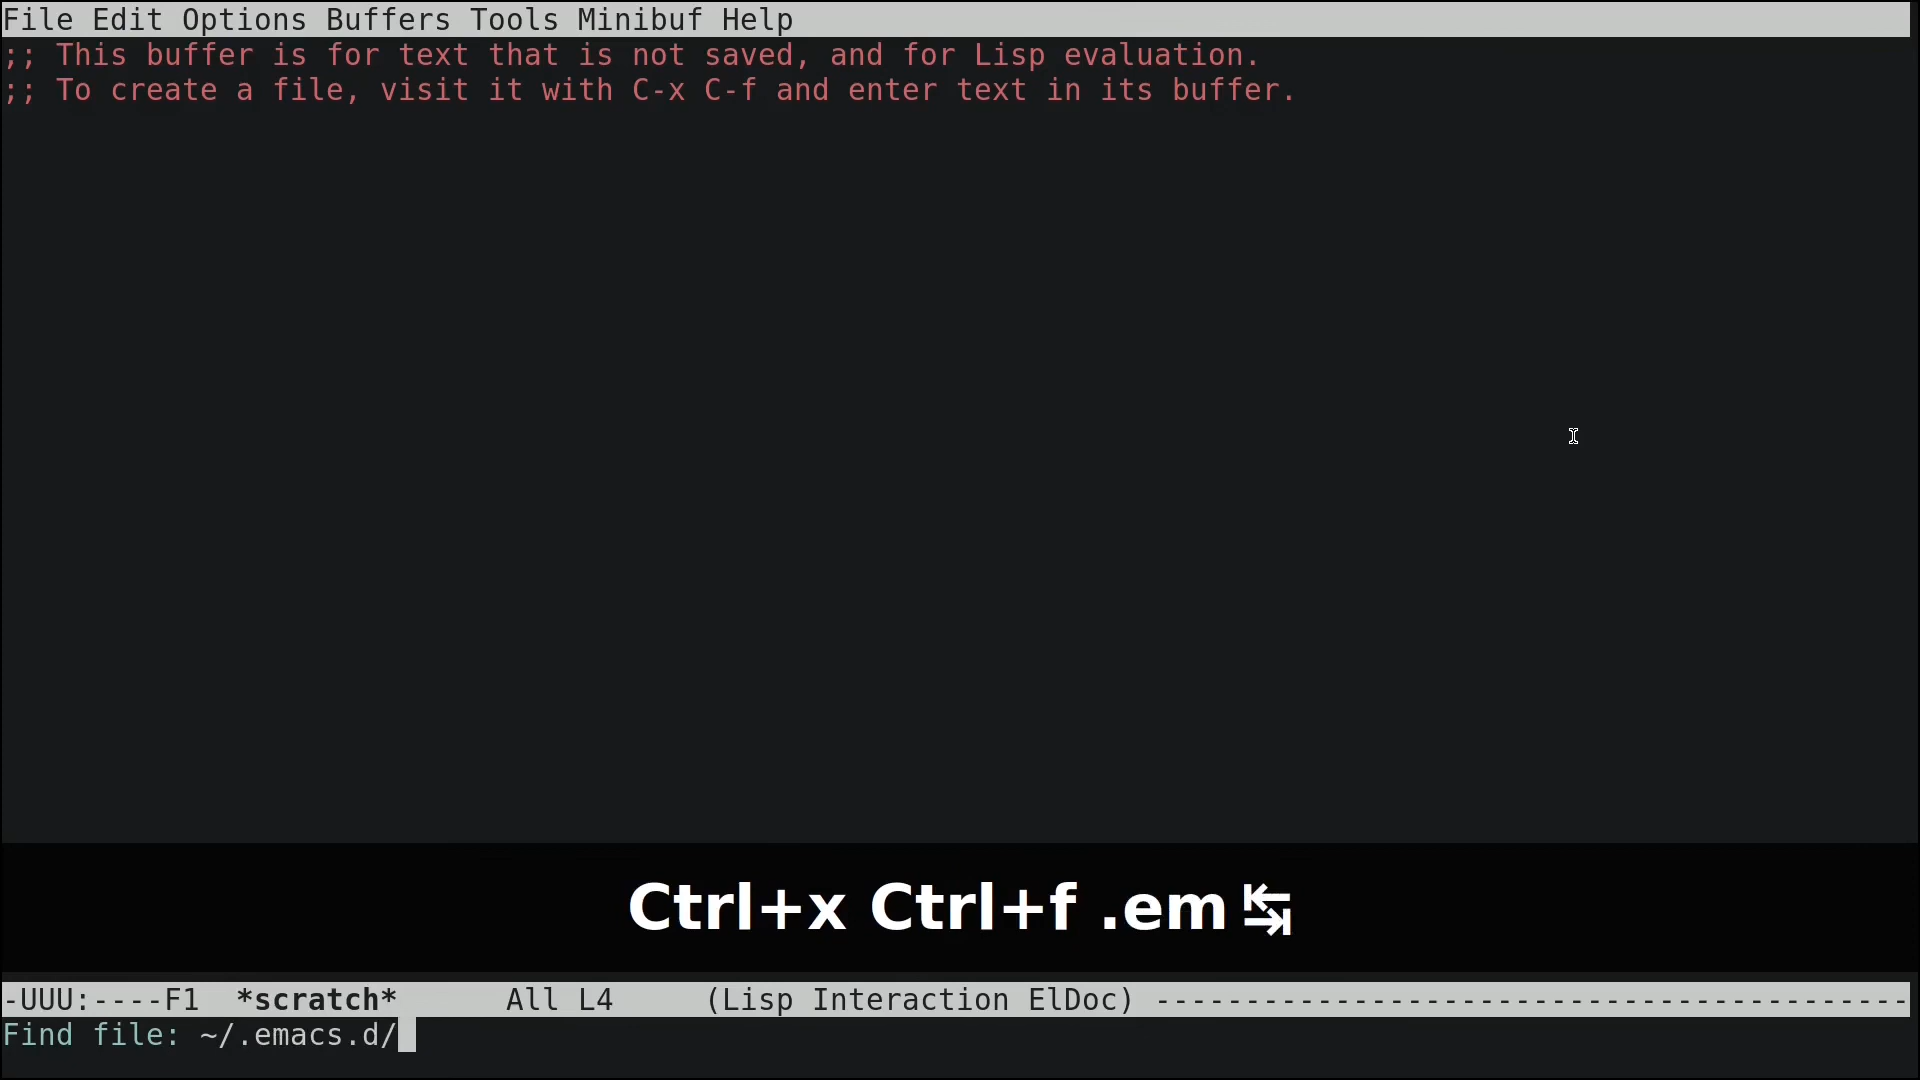 File Edit Options Buffers Tools Minibuf Help
;; This buffer is for text that is not saved, and for Lisp evaluation.
;; To create a file, visit it with C-x C-f and enter text in its buffer.
Ctrl+x Ctrl+f .em ↹
-UUU:----F1  *scratch*      All L4     (Lisp Interaction ElDoc) ------------------------------------------
Find file: ~/.emacs.d/